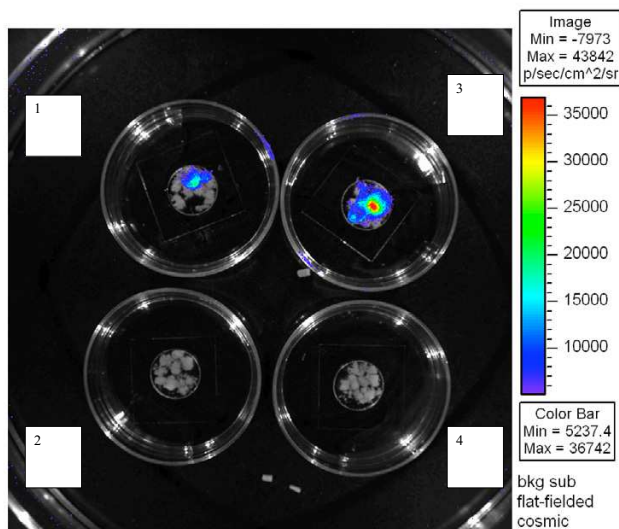 1
3
2
4
Image
Min = -7973
Max = 43842
p/sec/cm^2/sr
35000
30000
25000
20000
15000
10000
Color Bar
Min = 5237.4
Max = 36742
bkg sub
flat-fielded
cosmic